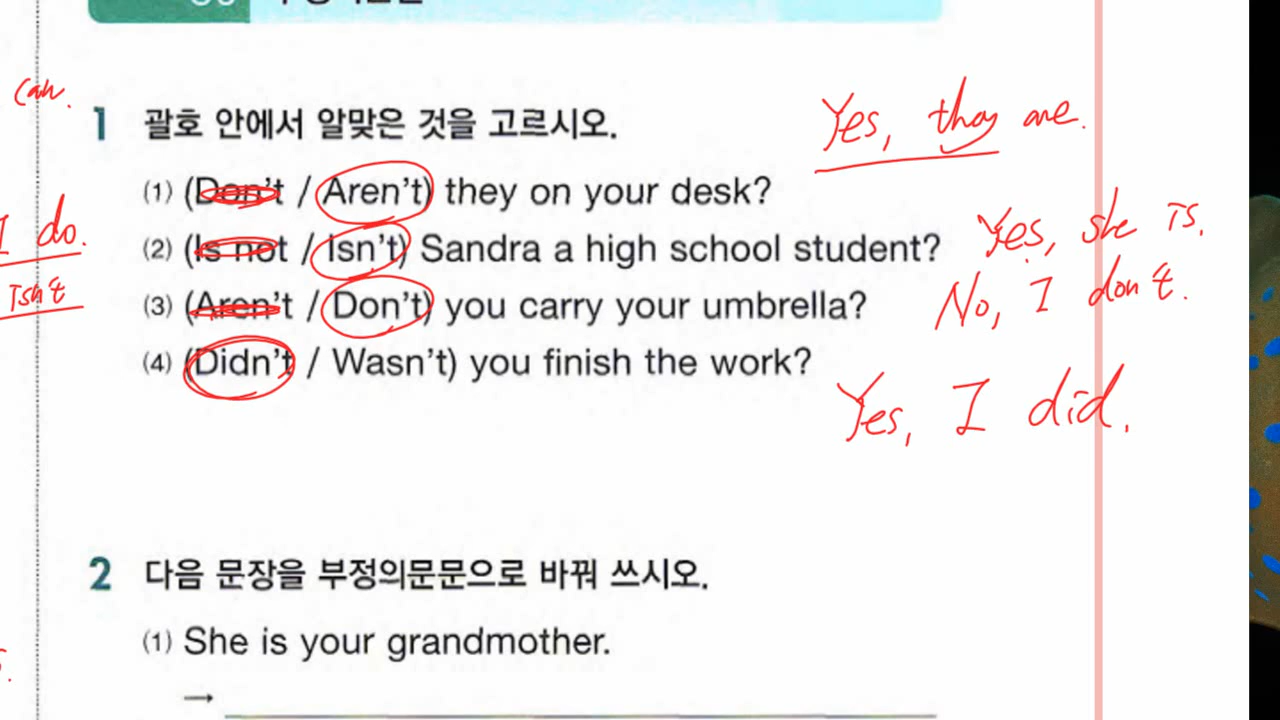 can.
1 괄호 안에서 알맞은 것을 고르시오.
Yes, they are.
(1) (Don't / Aren't) they on your desk?
(2) (Is not / Isn't) Sandra a high school student?
Yes, she is.
I do.
isn't
(3) (Aren't / Don't) you carry your umbrella?
No, I don't.
(4) (Didn't / Wasn't) you finish the work?
Yes, I did.
2 다음 문장을 부정의문문으로 바꿔 쓰시오.
(1) She is your grandmother.
→